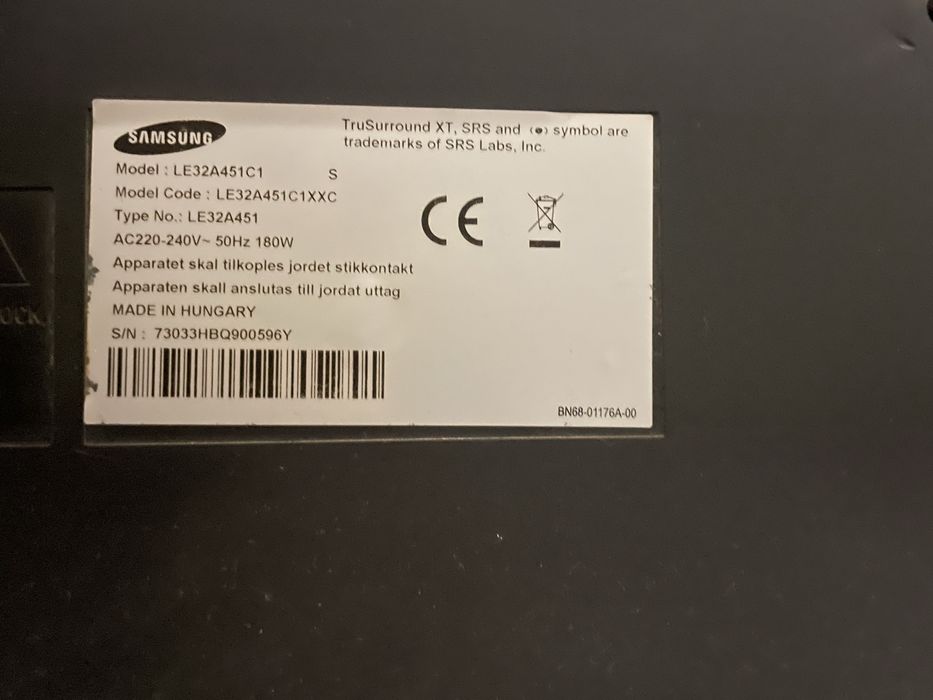 SAMSUNG
TruSurround XT, SRS and (●) symbol are
trademarks of SRS Labs, Inc.
Model : LE32A451C1 S
Model Code : LE32A451C1XXC
Type No.: LE32A451
AC220-240V~ 50Hz 180W
Apparatet skal tilkoples jordet stikkontakt
Apparaten skall anslutas till jordat uttag
MADE IN HUNGARY
S/N : 73033HBQ900596Y
CE
BN68-01176A-00